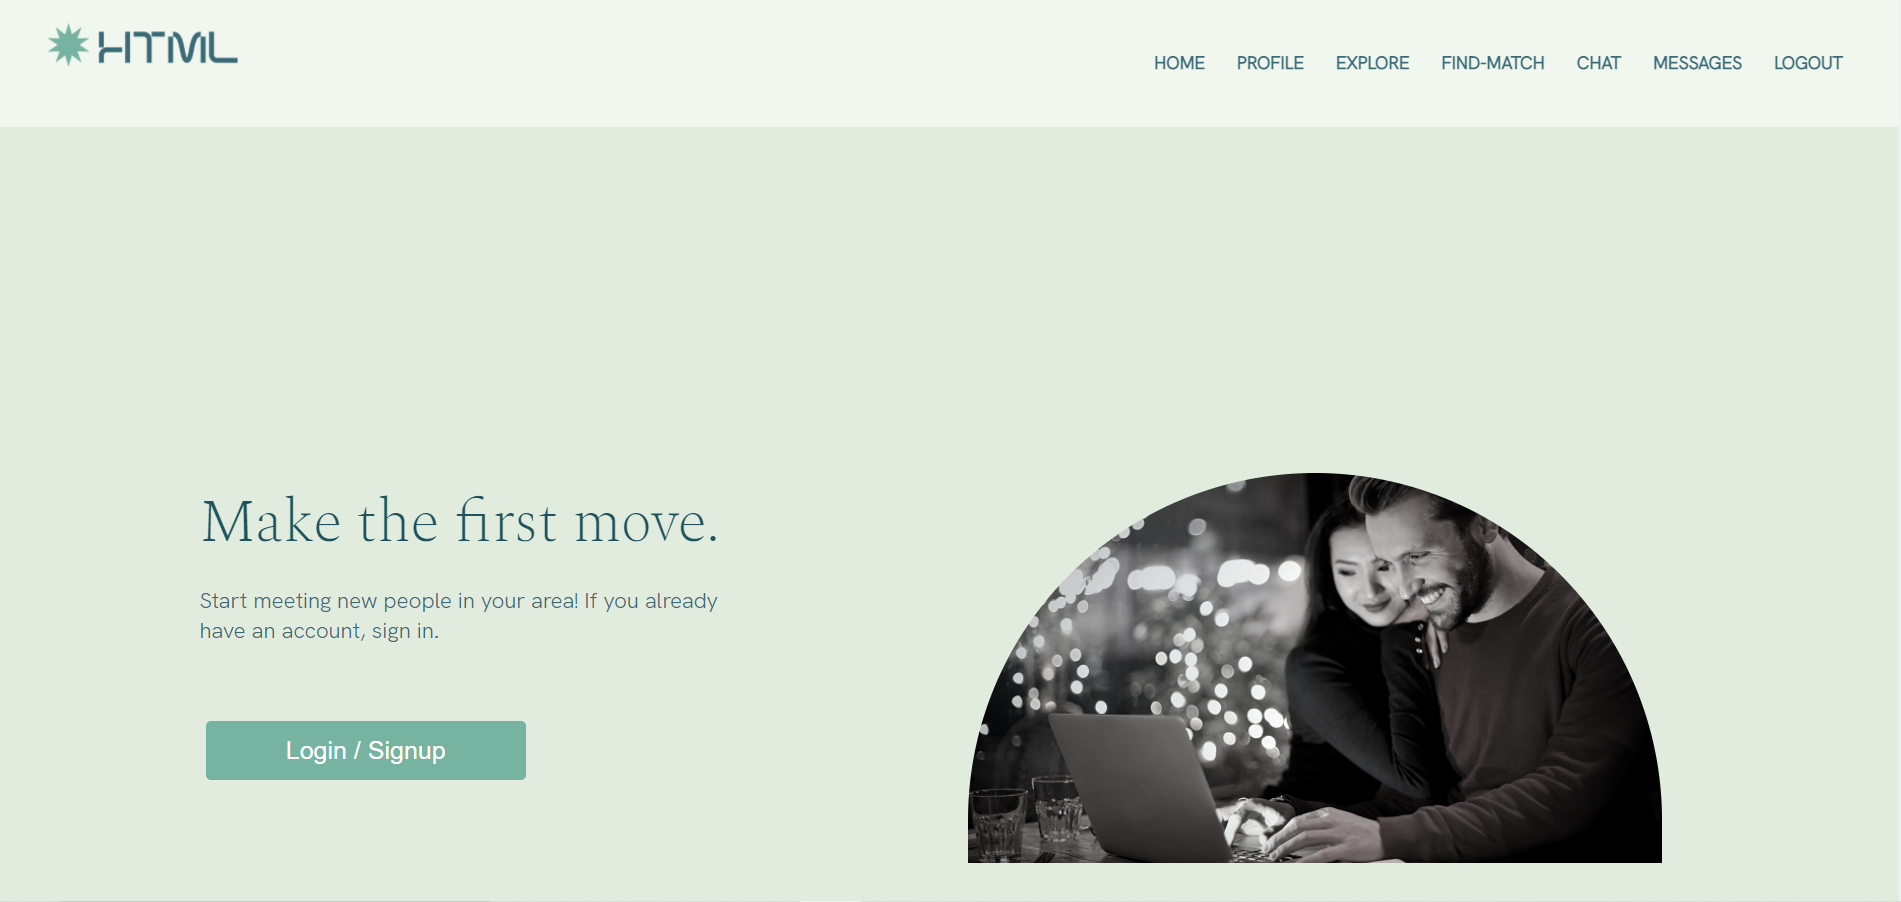 HTML
HOME PROFILE EXPLORE FIND-MATCH CHAT MESSAGES LOGOUT
Make the first move.
Start meeting new people in your area! If you already
have an account, sign in.
Login / Signup